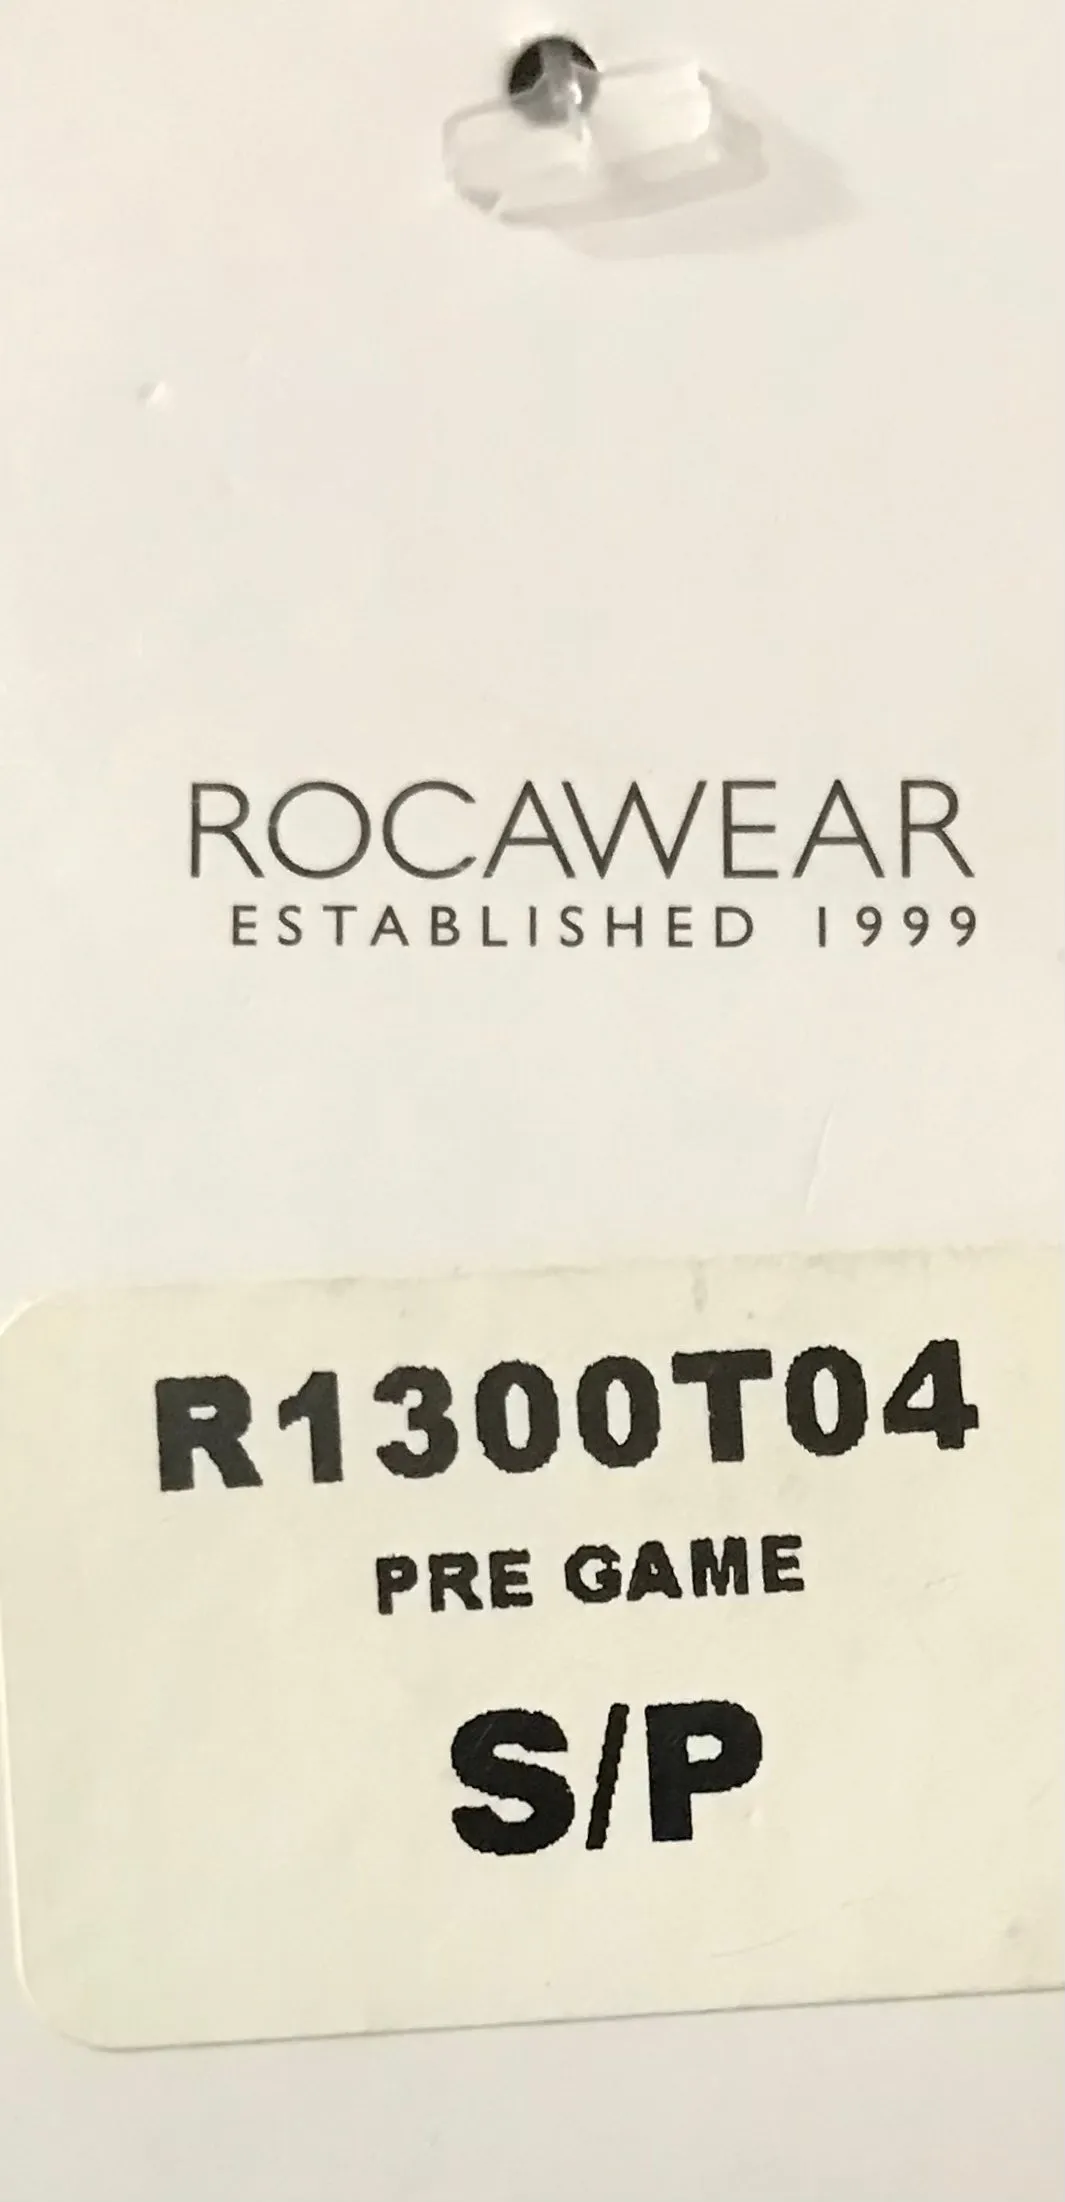 ROCAWEAR
ESTABLISHED 1999
R1300T04
PRE GAME
S/P